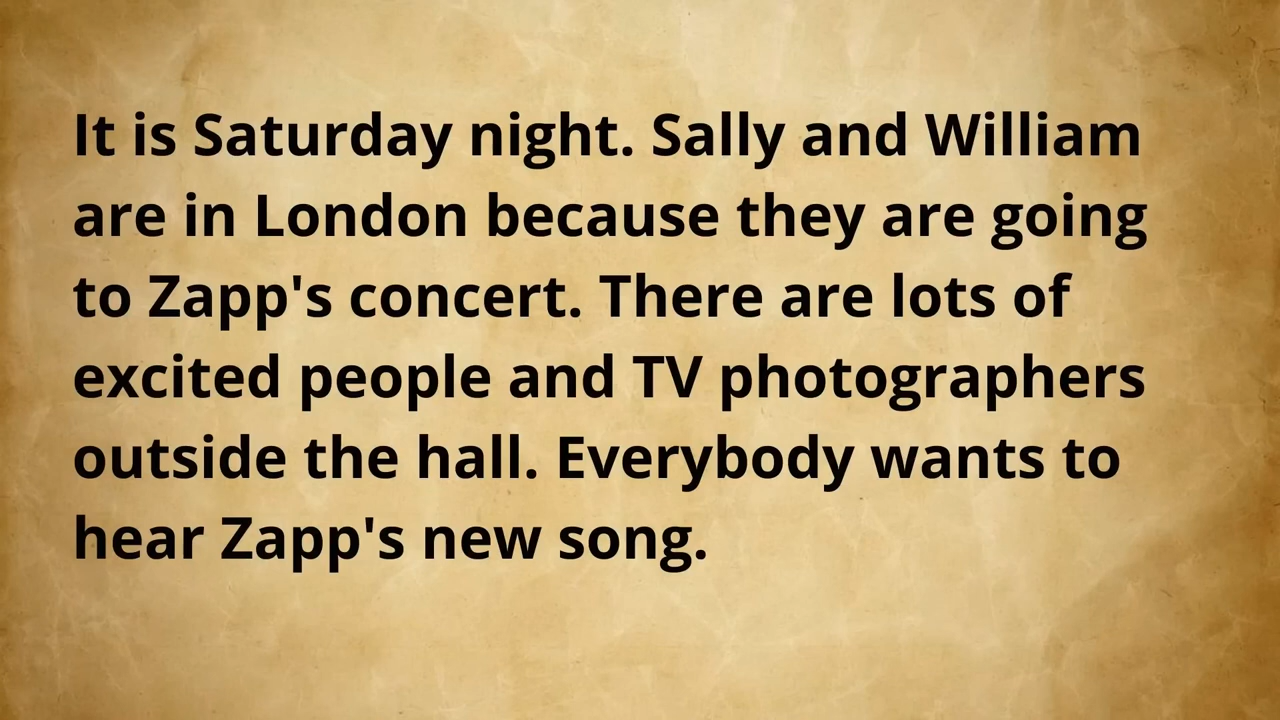 It is Saturday night. Sally and William
are in London because they are going
to Zapp's concert. There are lots of
excited people and TV photographers
outside the hall. Everybody wants to
hear Zapp's new song.